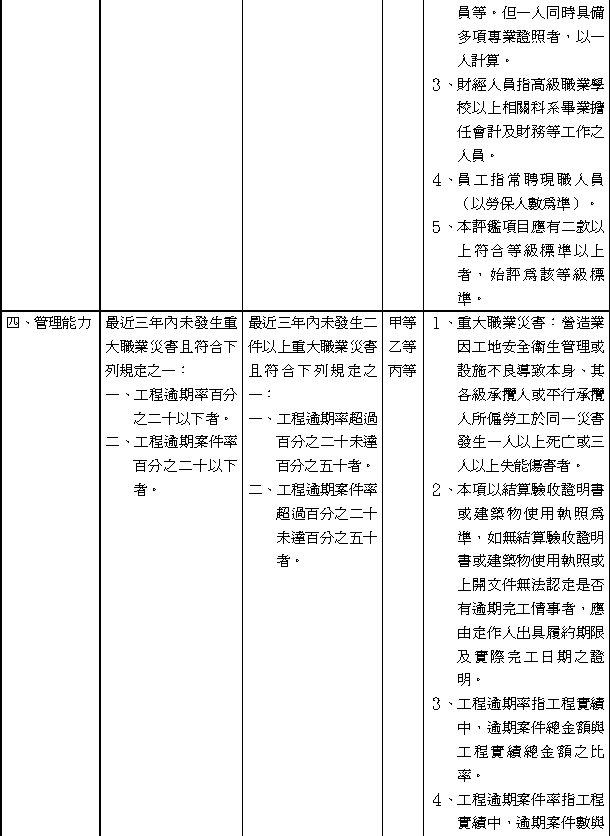 員等。但一人同時具備
多項專業證照者，以一
人計算。
3、財經人員指高級職業學
校以上相關科系畢業擔
任會計及財務等工作之
人員。
4、員工指常聘現職人員
（以勞保人數為準）。
5、本評鑑項目應有二款以
上符合等級標準以上
者，始評為該等級標
準。
四、管理能力
最近三年內未發生重
大職業災害且符合下
列規定之一：
一、工程逾期率百分
之二十以下者。
二、工程逾期案件率
百分之二十以下
者。
最近三年內未發生二
件以上重大職業災害
且符合下列規定之
一：
一、工程逾期率超過
百分之二十未達
百分之五十者。
二、工程逾期案件率
超過百分之二十
未達百分之五十
者。
甲等
乙等
丙等
1、重大職業災害：營造業
因工地安全衛生管理或
設施不良導致本身、其
各級承攬人或平行承攬
人所僱勞工於同一災害
發生一人以上死亡或三
人以上失能傷害者。
2、本項以結算驗收證明書
或建築物使用執照為
準，如無結算驗收證明
書或建築物使用執照或
上開文件無法認定是否
有逾期完工情事者，應
由定作人出具履約期限
及實際完工日期之證
明。
3、工程逾期率指工程實績
中，逾期案件總金額與
工程實績總金額之比
率。
4、工程逾期案件率指工程
實績中，逾期案件數與